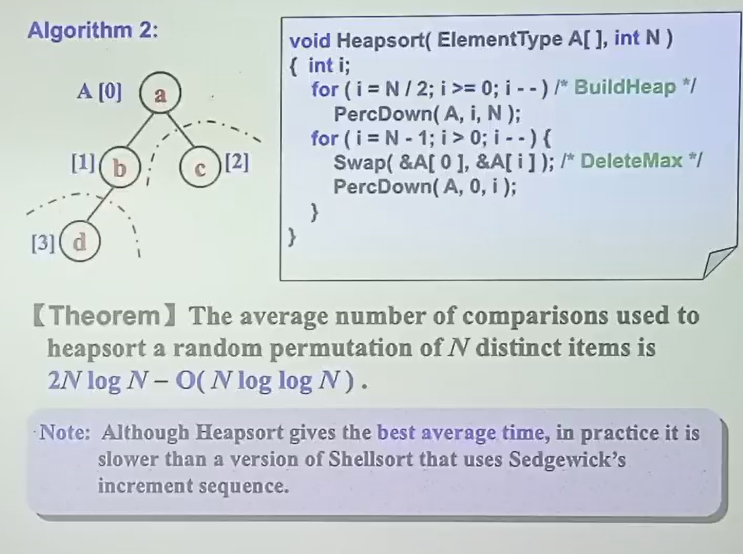 Algorithm 2:
A [0] a
[1] b c [2]
[3] d
void Heapsort( ElementType A[ ], int N )
{ int i;
for ( i = N / 2; i >= 0; i - - ) /* BuildHeap */
PercDown( A, i, N );
for ( i = N - 1; i > 0; i - - ) {
Swap( &A[ 0 ], &A[ i ] ); /* DeleteMax */
PercDown( A, 0, i );
}
}
【Theorem】 The average number of comparisons used to
heapsort a random permutation of N distinct items is
2N log N – O( N log log N ) .
Note: Although Heapsort gives the best average time, in practice it is
slower than a version of Shellsort that uses Sedgewick’s
increment sequence.